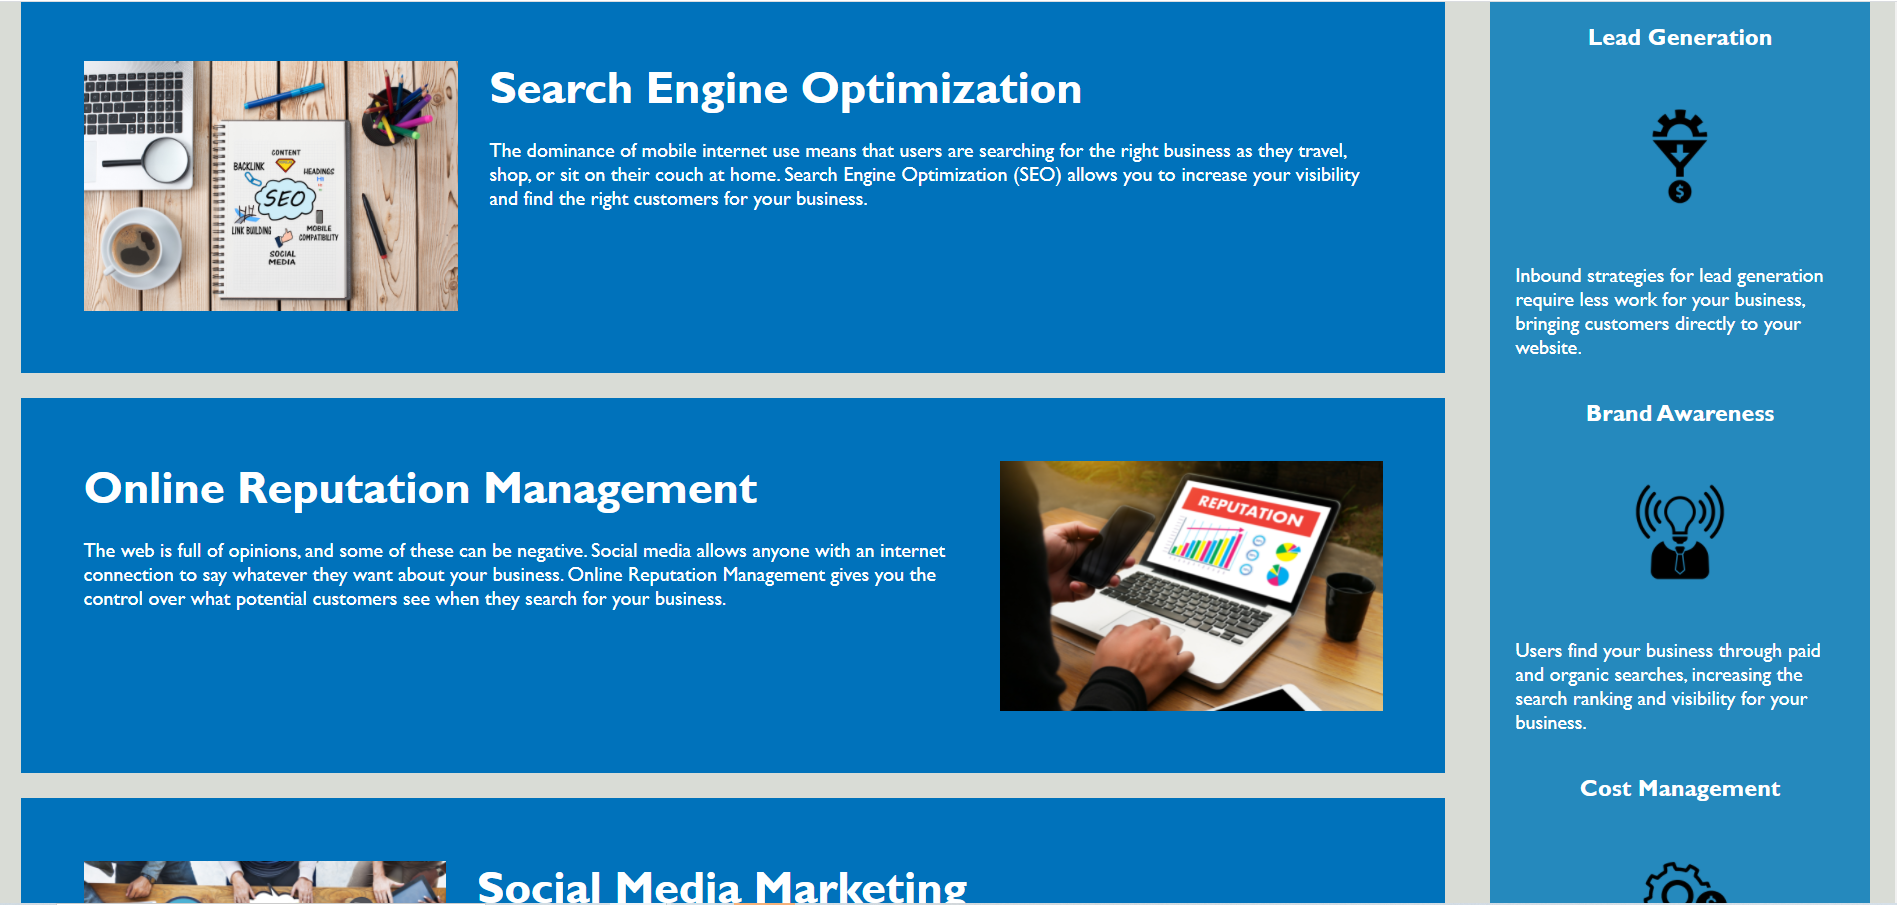 CONTENT
BACKLINK
HEADINGS
SEO
LINK BUILDING
MOBILE
COMPATIBILITY
SOCIAL
MEDIA
Search Engine Optimization
The dominance of mobile internet use means that users are searching for the right business as they travel,
shop, or sit on their couch at home. Search Engine Optimization (SEO) allows you to increase your visibility
and find the right customers for your business.
Online Reputation Management
The web is full of opinions, and some of these can be negative. Social media allows anyone with an internet
connection to say whatever they want about your business. Online Reputation Management gives you the
control over what potential customers see when they search for your business.
REPUTATION
Social Media Marketing
Lead Generation
$
Inbound strategies for lead generation
require less work for your business,
bringing customers directly to your
website.
Brand Awareness
Users find your business through paid
and organic searches, increasing the
search ranking and visibility for your
business.
Cost Management